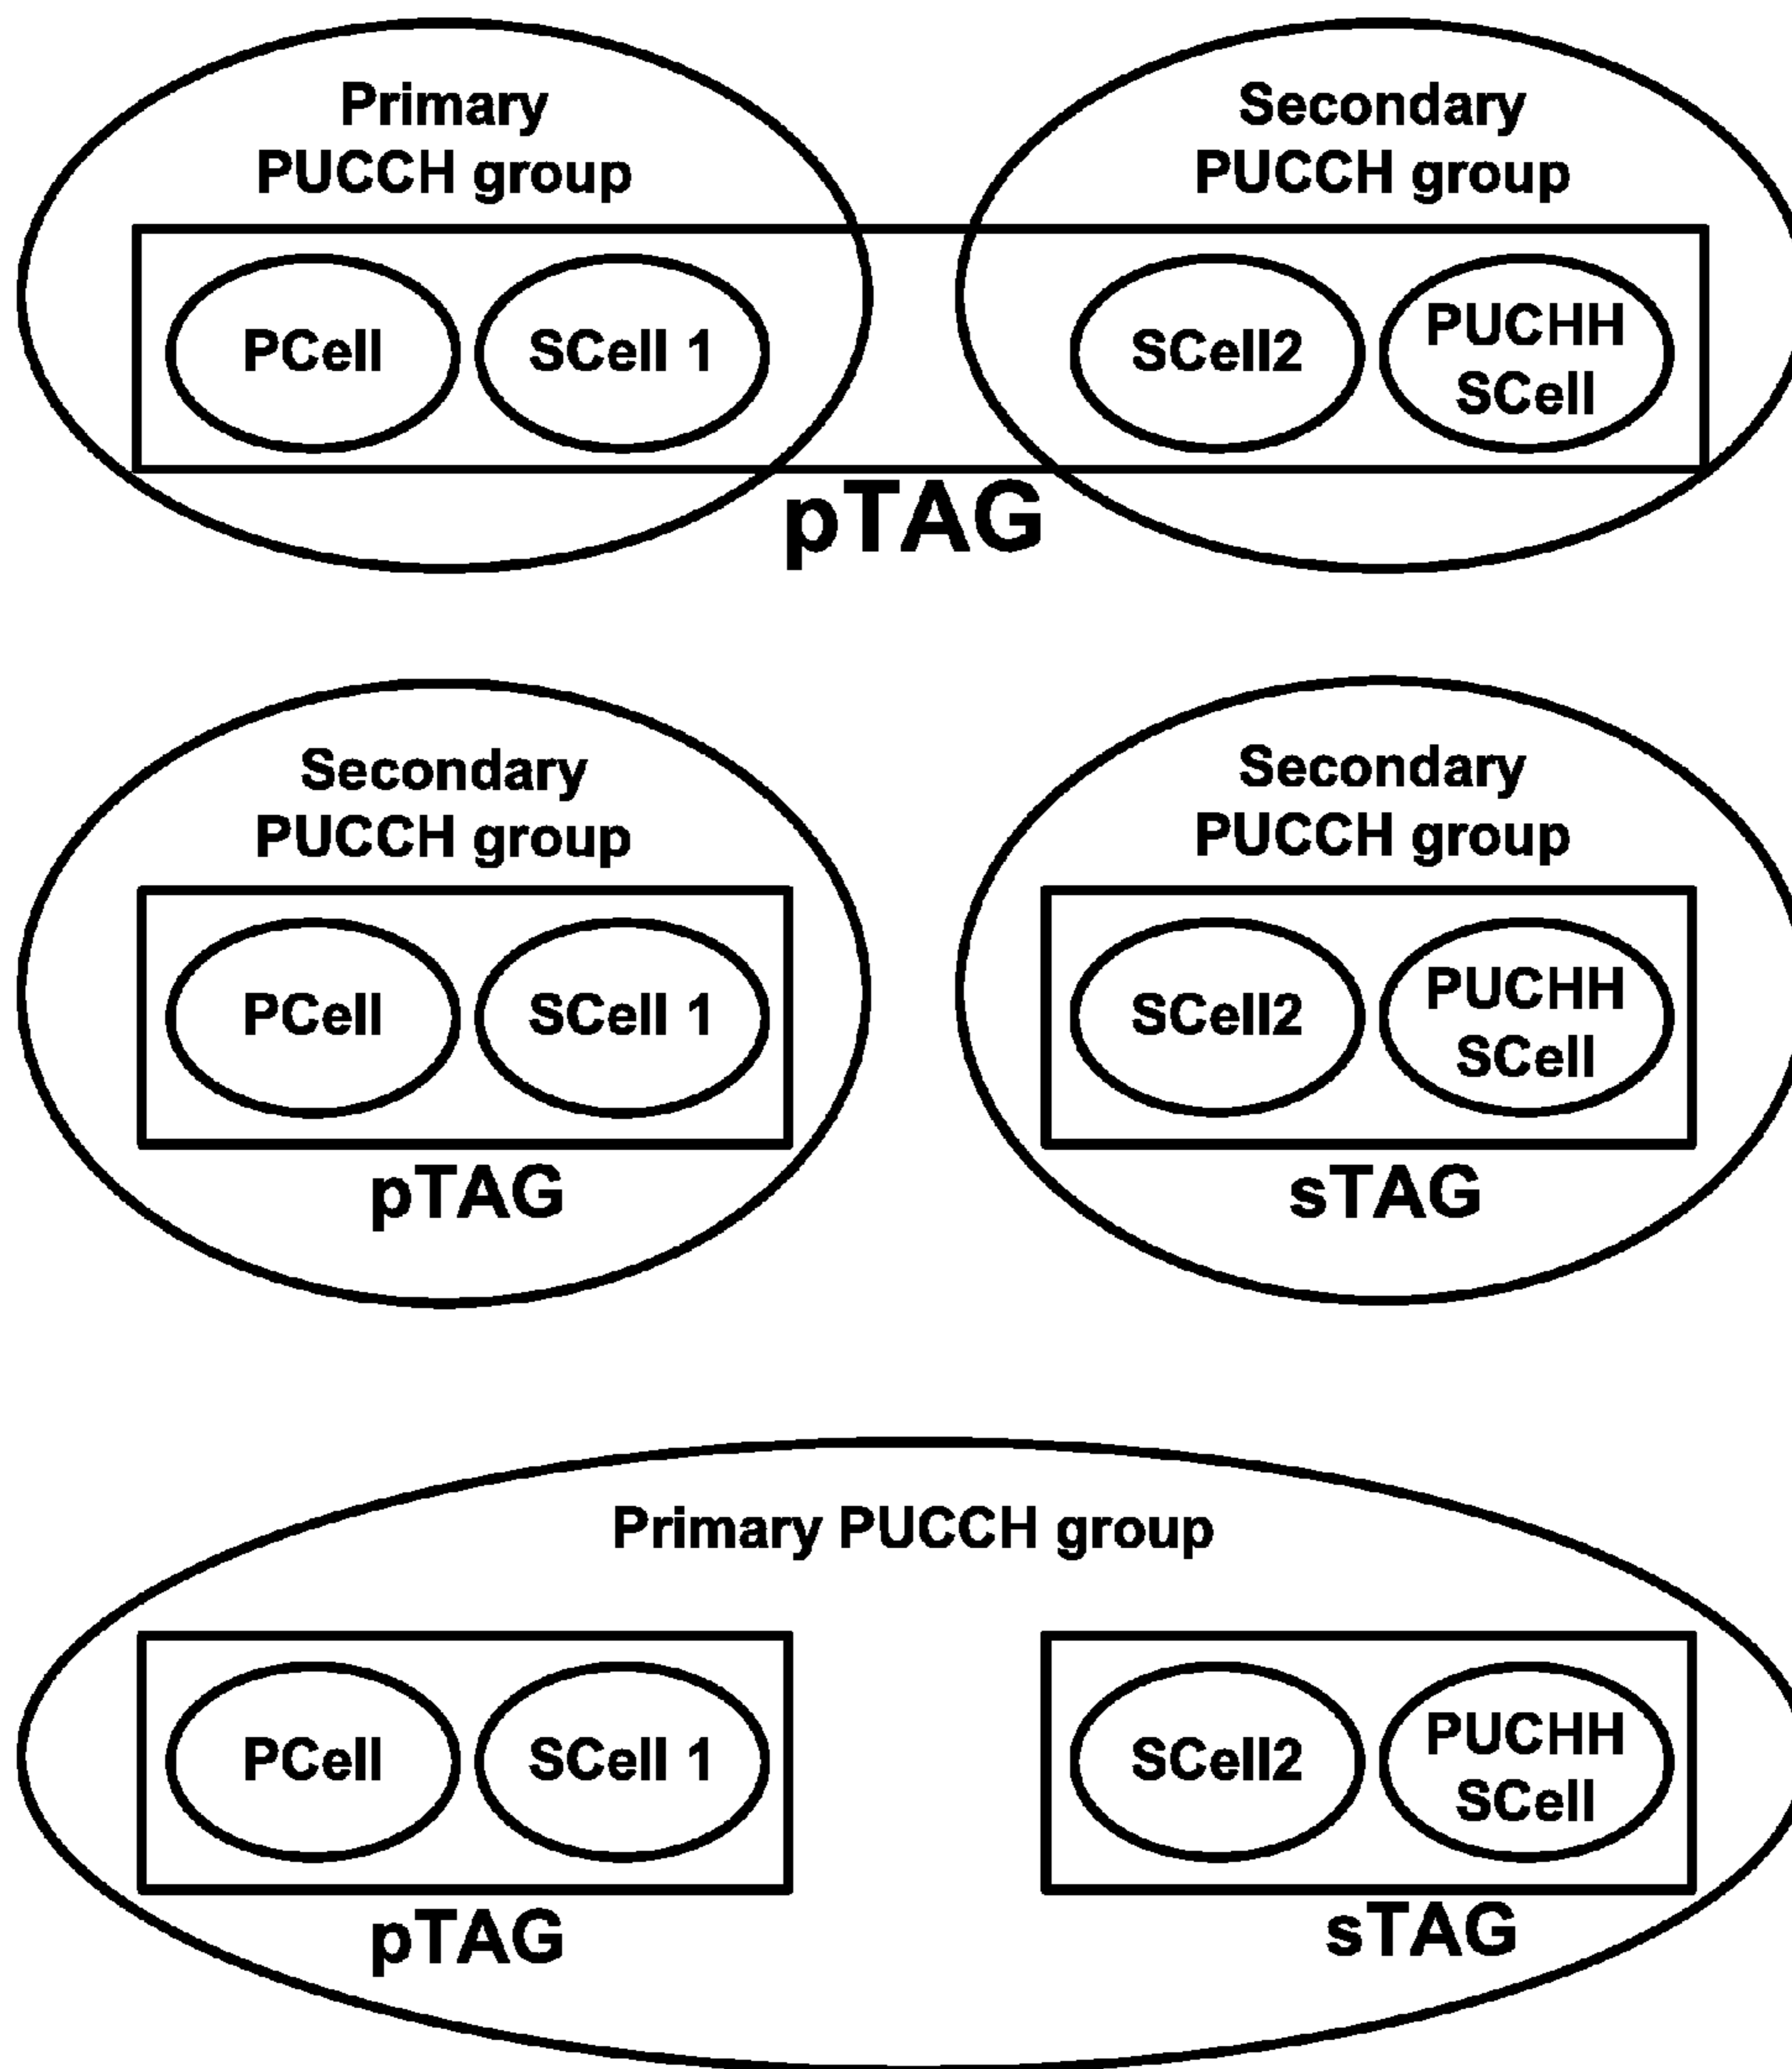 Primary
PUCCH group
Secondary
PUCCH group
PCell
SCell 1
SCell2
PUCHH
SCell
pTAG
Secondary
PUCCH group
Secondary
PUCCH group
PCell
SCell 1
SCell2
PUCHH
SCell
pTAG
sTAG
Primary PUCCH group
PCell
SCell 1
SCell2
PUCHH
SCell
pTAG
sTAG